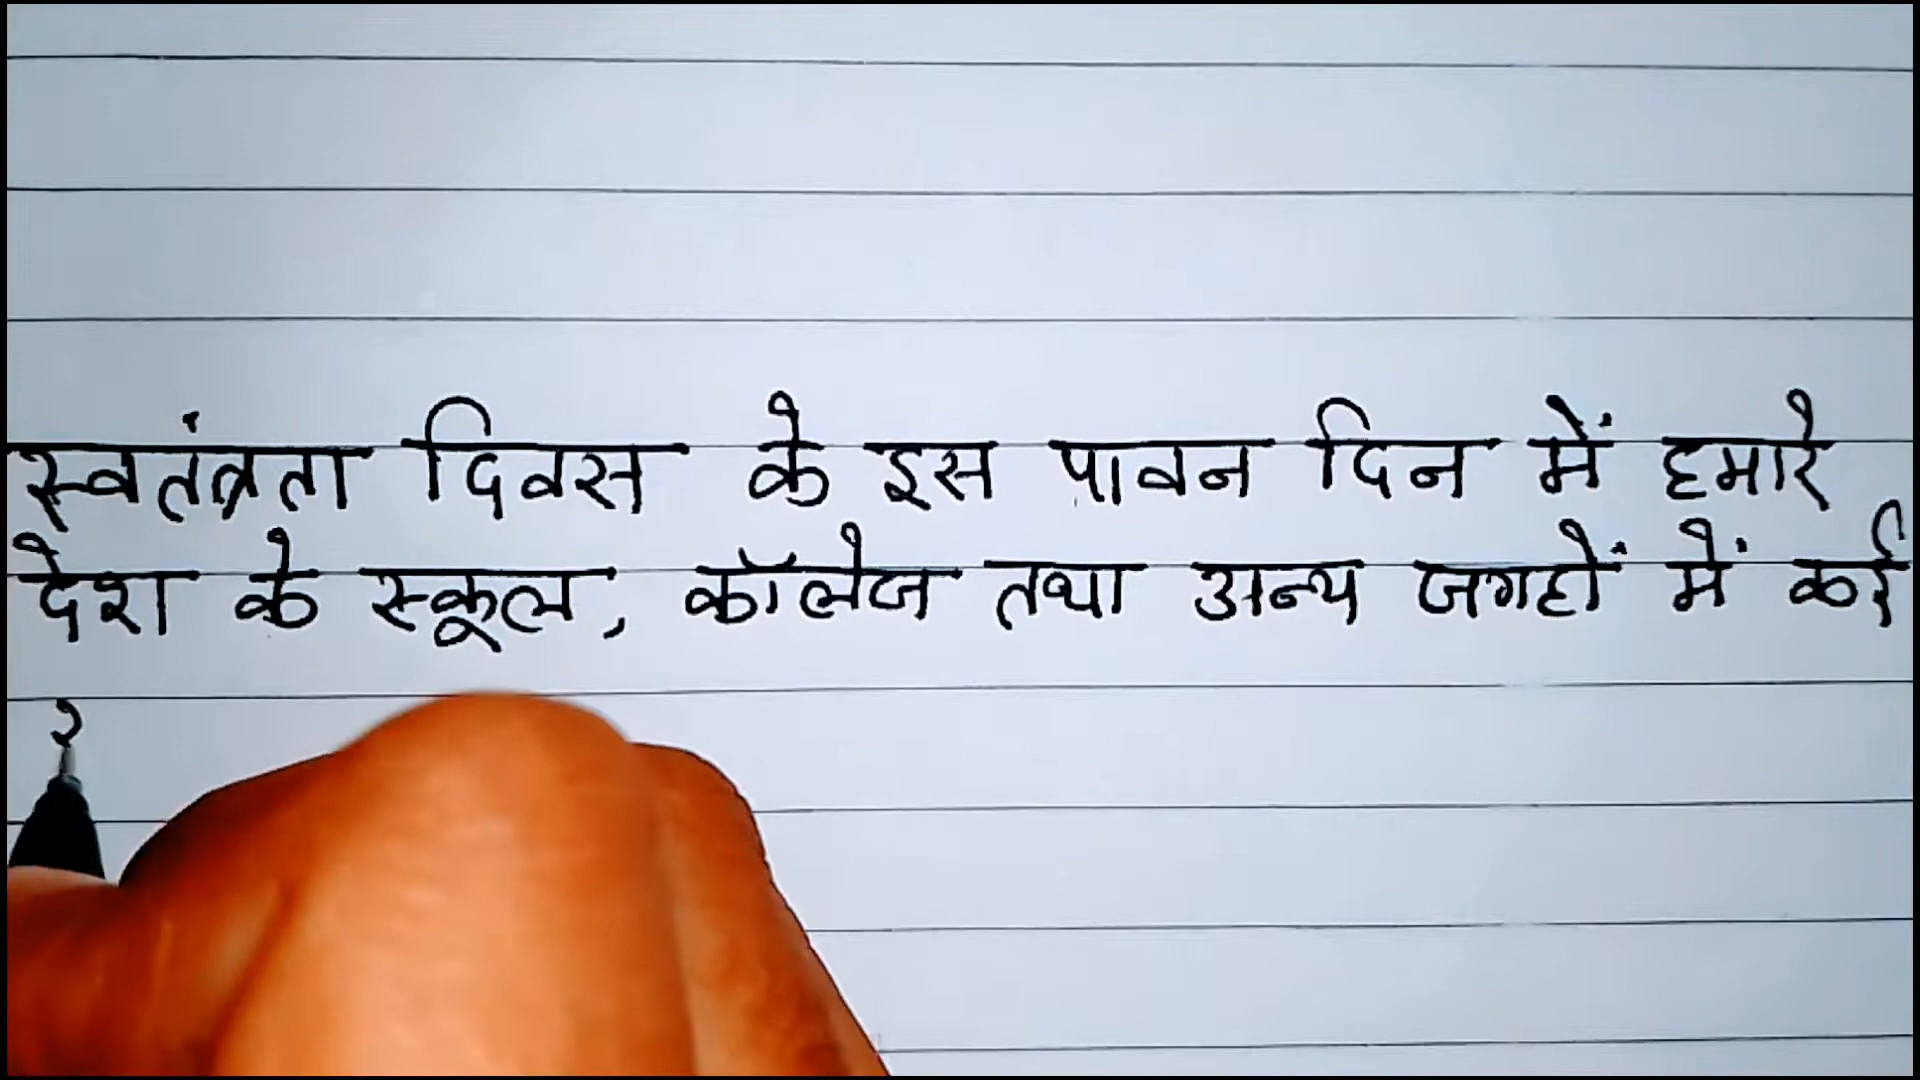 स्वतंत्रता दिवस के इस पावन दिन में हमारे
देश के स्कूल, कॉलेज तथा अन्य जगहों में कई